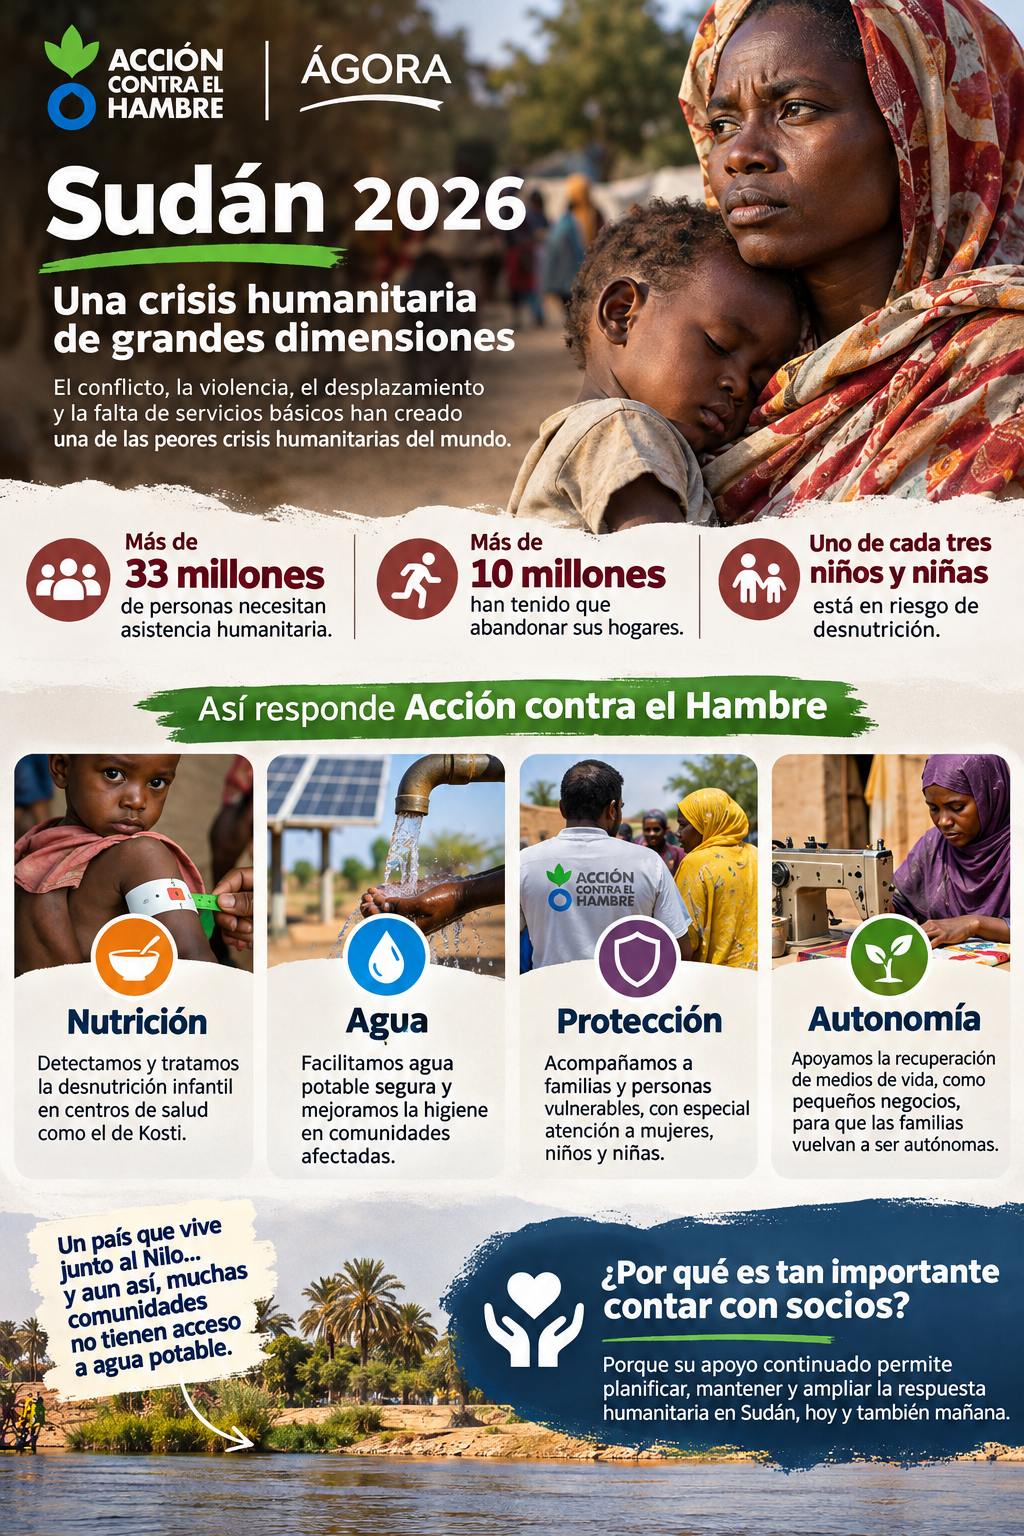 ACCIÓN
CONTRA EL
HAMBRE
ÁGORA
Sudán 2026
Una crisis humanitaria
de grandes dimensiones
El conflicto, la violencia, el desplazamiento
y la falta de servicios básicos han creado
una de las peores crisis humanitarias del mundo.
Más de
33 millones
de personas necesitan
asistencia humanitaria.
Más de
10 millones
han tenido que
abandonar sus hogares.
Uno de cada tres
niños y niñas
está en riesgo de
desnutrición.
Así responde Acción contra el Hambre
Nutrición
Detectamos y tratamos
la desnutrición infantil
en centros de salud
como el de Kosti.
Agua
Facilitamos agua
potable segura y
mejoramos la higiene
en comunidades
afectadas.
ACCIÓN
CONTRA EL
HAMBRE
Protección
Acompañamos a
familias y personas
vulnerables, con especial
atención a mujeres,
niños y niñas.
Autonomía
Apoyamos la recuperación
de medios de vida, como
pequeños negocios,
para que las familias
vuelvan a ser autónomas.
Un país que vive
junto al Nilo...
y aun así, muchas
comunidades
no tienen acceso
a agua potable.
¿Por qué es tan importante
contar con socios?
Porque su apoyo continuado permite
planificar, mantener y ampliar la respuesta
humanitaria en Sudán, hoy y también mañana.